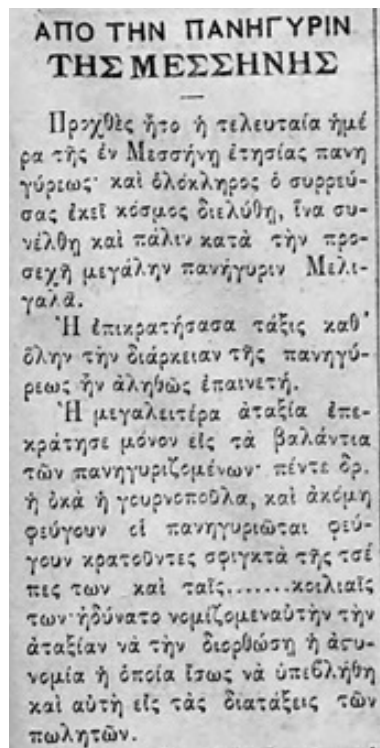 ΑΠΟ ΤΗΝ ΠΑΝΗΓΥΡΙΝ
ΤΗΣ ΜΕΣΣΗΝΗΣ
Προχθὲς ἦτο ἡ τελευταία ἡμέ
ρα τῆς ἐν Μεσσήνῃ ἐτησίας πανη
γύρεως· καὶ ὁλόκληρος ὁ συρρεύ-
σας ἐκεῖ κόσμος διελύθη, ἵνα συ-
νέλθῃ καὶ πάλιν κατὰ τὴν προ-
σεχῆ μεγάλην πανήγυριν Μελι-
γαλᾶ.
Ἡ ἐπικρατήσασα τάξις καθ'
ὅλην τὴν διάρκειαν τῆς πανηγύ-
ρεως ἦν ἀληθῶς ἐπαινετή.
Ἡ μεγαλειτέρα ἀταξία ἐπε-
κράτησε μόνον εἰς τὰ βαλάντια
τῶν πανηγυριζομένων· πέντε δρ.
ἡ ὀκᾶ ἡ γουρνοποῦλα, καὶ ἀκόμη
φεύγουν οἱ πανηγυριῶται φεύ-
γουν κρατοῦντες σφιγκτὰ τῆς τσέ
πες των καὶ ταῖς.......κοιλιαῖς
των·ἠδύνατο νομίζομεναὐτὴν τὴν
ἀταξίαν νὰ τὴν διορθώσῃ ἡ ἀστυ-
νομία ἡ ὁποία ἴσως νὰ ὑπεβλήθη
καὶ αὐτὴ εἰς τὰς διατάξεις τῶν
πωλητῶν.